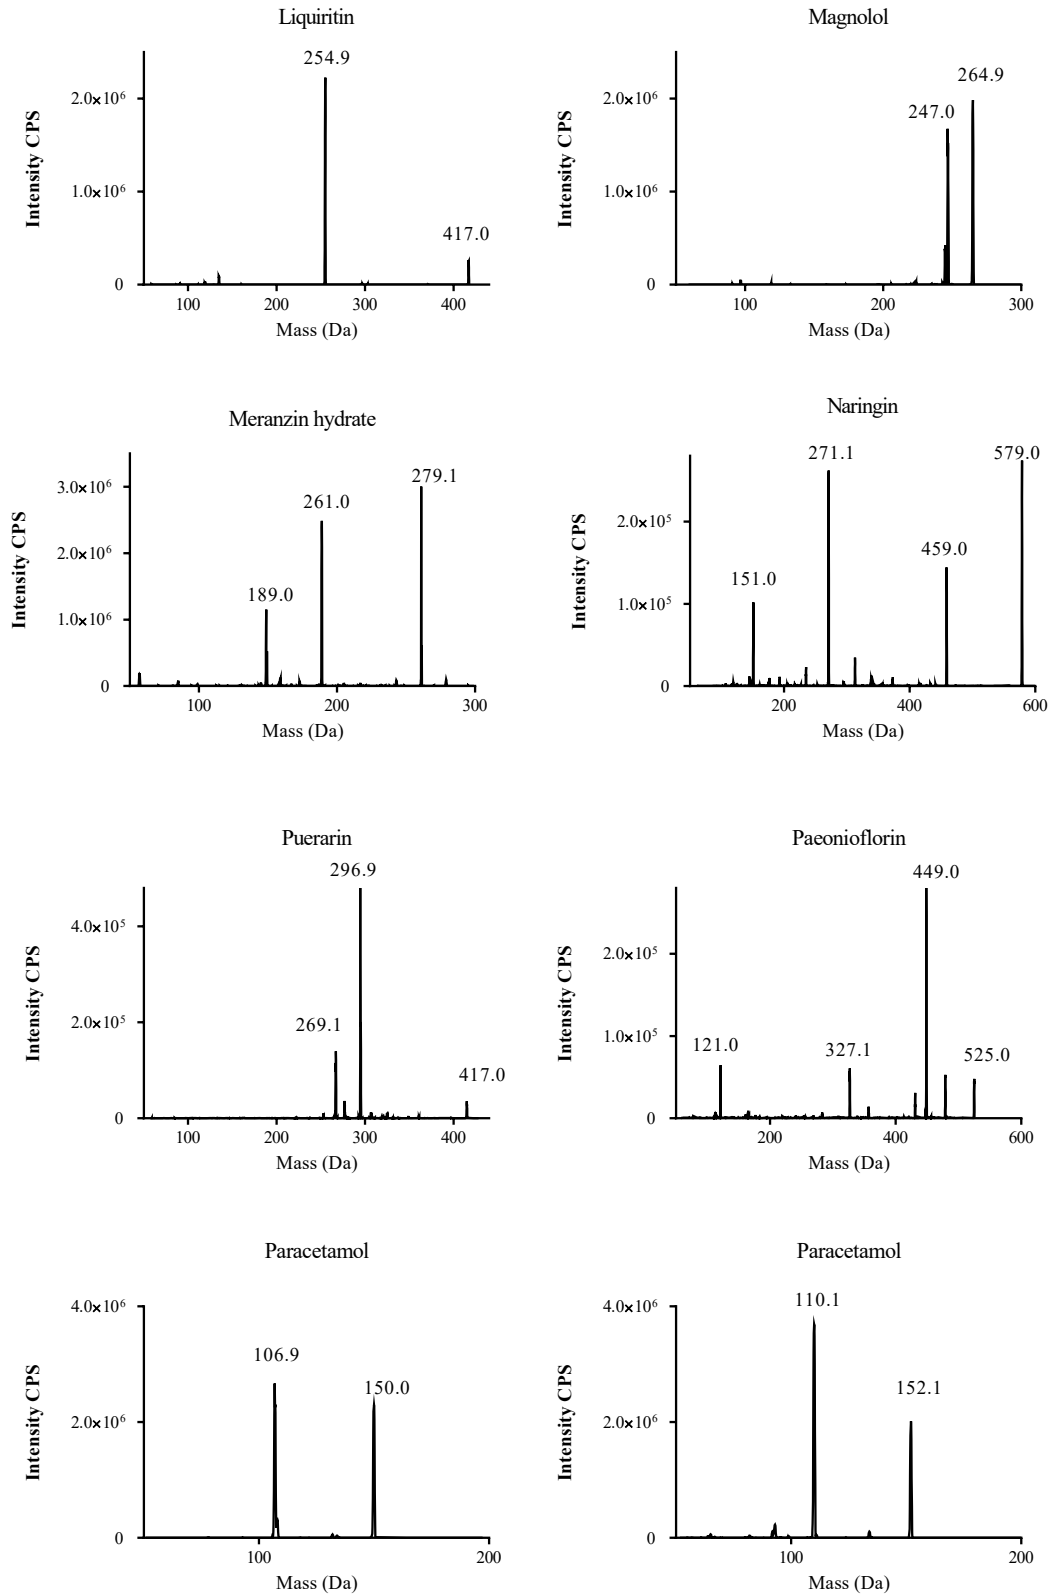 Liquiritin
Intensity CPS
2.0×10⁶
1.0×10⁶
0
254.9
417.0
100 200 300 400
Mass (Da)
Magnolol
Intensity CPS
2.0×10⁶
1.0×10⁶
0
247.0
264.9
100 200 300
Mass (Da)
Meranzin hydrate
Intensity CPS
3.0×10⁶
2.0×10⁶
1.0×10⁶
0
189.0
261.0
279.1
100 200 300
Mass (Da)
Naringin
Intensity CPS
2.0×10⁵
1.0×10⁵
0
151.0
271.1
459.0
579.0
200 400 600
Mass (Da)
Puerarin
Intensity CPS
4.0×10⁵
2.0×10⁵
0
269.1
296.9
417.0
100 200 300 400
Mass (Da)
Paeonioflorin
Intensity CPS
2.0×10⁵
1.0×10⁵
0
121.0
327.1
449.0
525.0
200 400 600
Mass (Da)
Paracetamol
Intensity CPS
4.0×10⁶
2.0×10⁶
0
106.9
150.0
100 200
Mass (Da)
Paracetamol
Intensity CPS
4.0×10⁶
2.0×10⁶
0
110.1
152.1
100 200
Mass (Da)